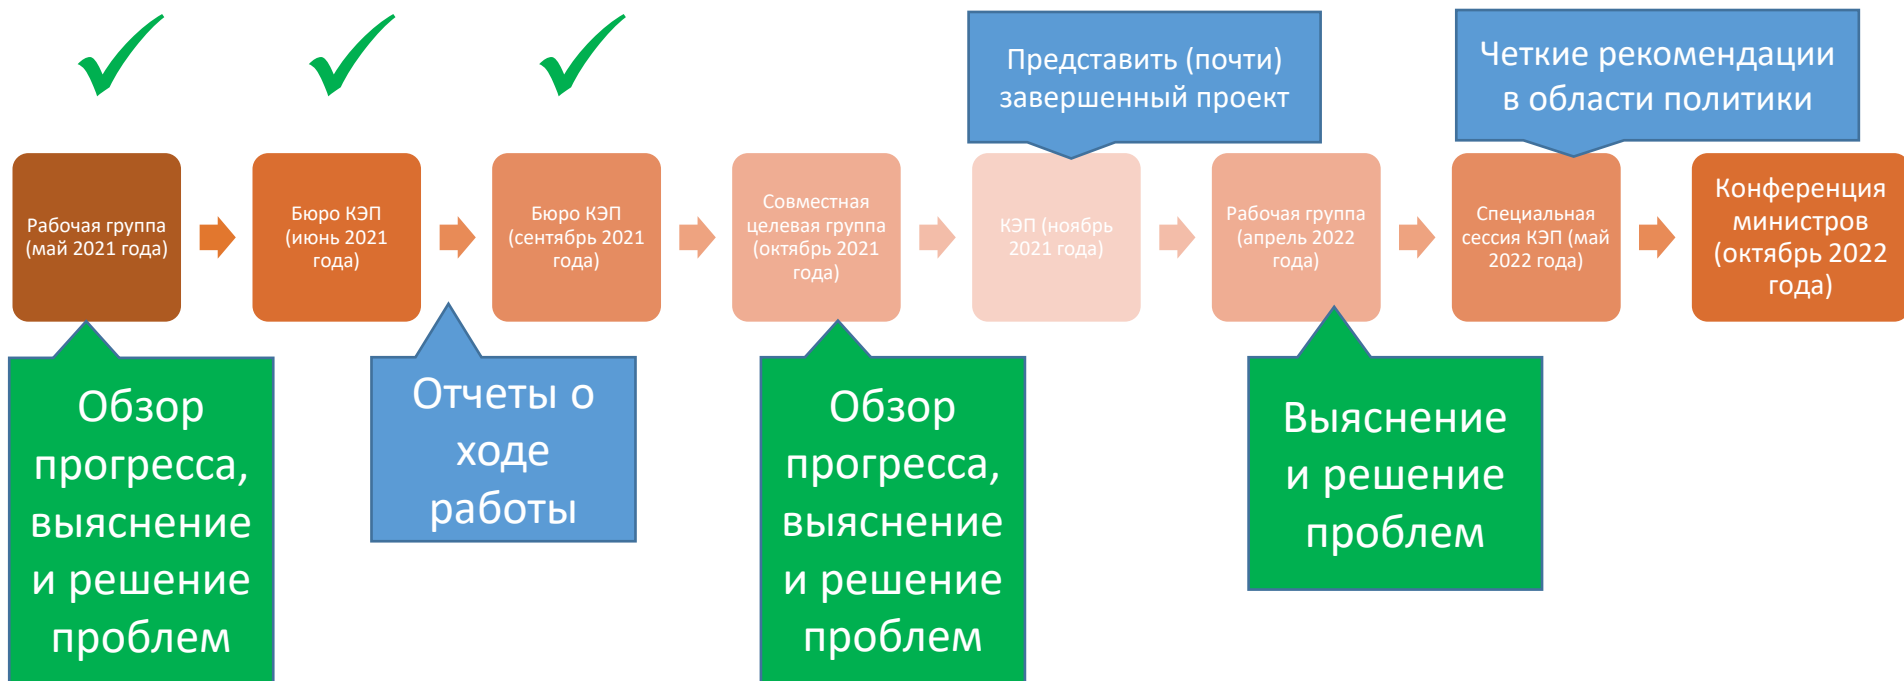 Представить (почти)
завершенный проект
Четкие рекомендации
в области политики
Рабочая группа
(май 2021 года)
Бюро КЭП
(июнь 2021
года)
Бюро КЭП
(сентябрь 2021
года)
Совместная
целевая группа
(октябрь 2021
года)
КЭП (ноябрь
2021 года)
Рабочая группа
(апрель 2022
года)
Специальная
сессия КЭП (май
2022 года)
Конференция
министров
(октябрь 2022
года)
Обзор
прогресса,
выяснение
и решение
проблем
Отчеты о
ходе
работы
Обзор
прогресса,
выяснение
и решение
проблем
Выяснение
и решение
проблем